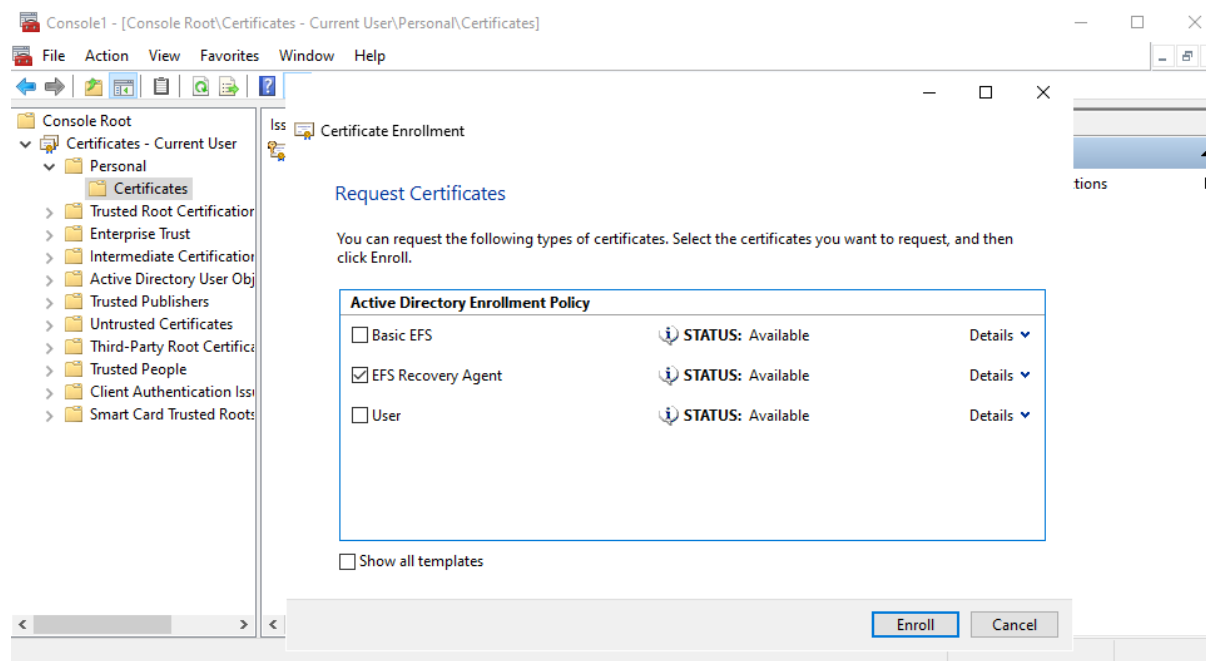 Console1 - [Console Root\Certificates - Current User\Personal\Certificates]
File Action View Favorites Window Help
Console Root
Certificates - Current User
Personal
Certificates
Trusted Root Certification
Enterprise Trust
Intermediate Certification
Active Directory User Obj
Trusted Publishers
Untrusted Certificates
Third-Party Root Certifica
Trusted People
Client Authentication Issu
Smart Card Trusted Roots
Iss
Certificate Enrollment
Request Certificates
You can request the following types of certificates. Select the certificates you want to request, and then
click Enroll.
Active Directory Enrollment Policy
Basic EFS STATUS: Available Details
EFS Recovery Agent STATUS: Available Details
User STATUS: Available Details
Show all templates
Enroll Cancel
tions